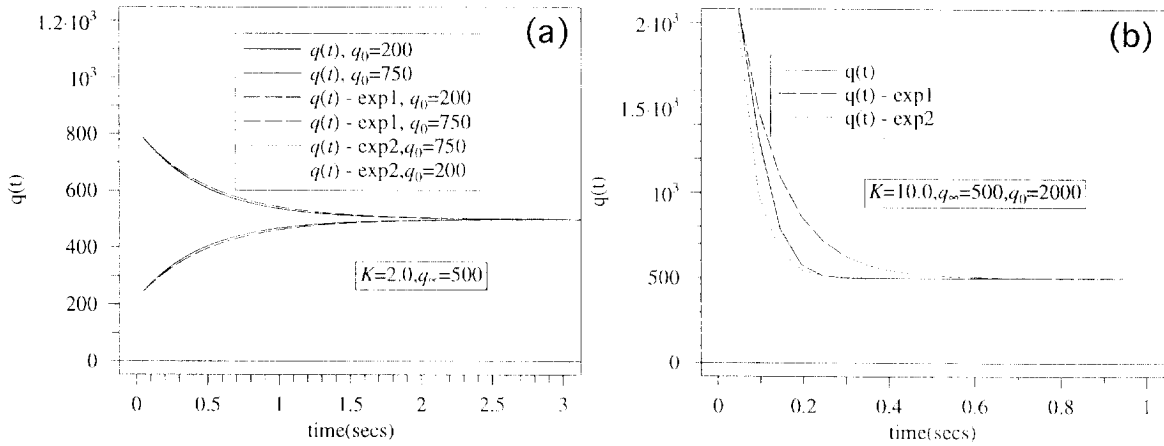 (a)
1.2·10³
10³
800
600
400
200
0
q(t)
q(t), q₀=200
q(t), q₀=750
q(t) - exp1, q₀=200
q(t) - exp1, q₀=750
q(t) - exp2,q₀=750
q(t) - exp2,q₀=200
K=2.0,q∞=500
0
0.5
1
1.5
2
2.5
3
time(secs)
(b)
2·10³
1.5·10³
10³
500
0
q(t)
q(t)
q(t) - exp1
q(t) - exp2
K=10.0,q∞=500,q₀=2000
0
0.2
0.4
0.6
0.8
1
time(secs)